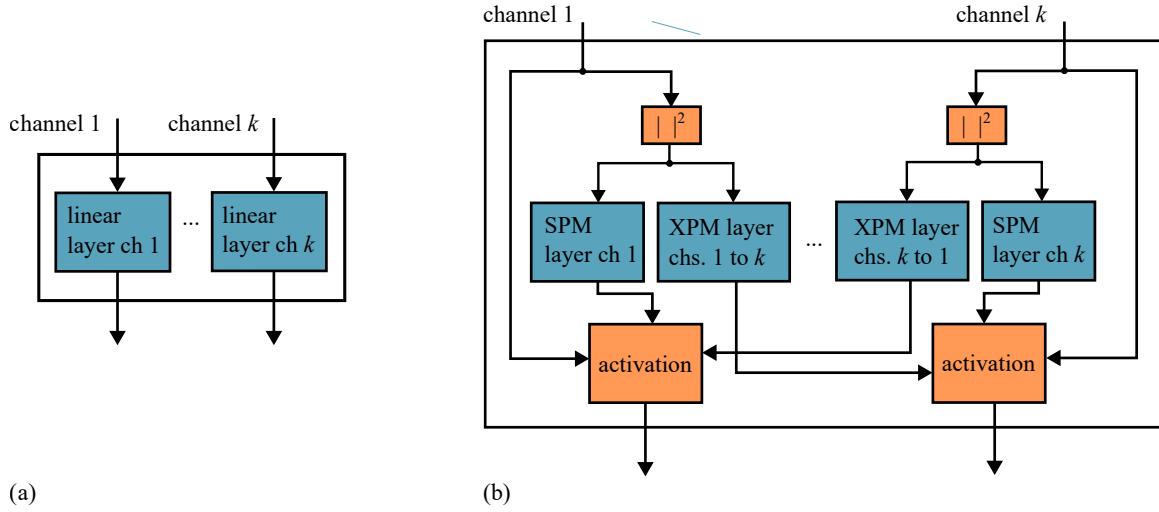 channel 1
channel k
linear
layer ch 1
...
linear
layer ch k
(a)
channel 1
channel k
| |²
| |²
SPM
layer ch 1
XPM layer
chs. 1 to k
...
XPM layer
chs. k to 1
SPM
layer ch k
activation
activation
(b)